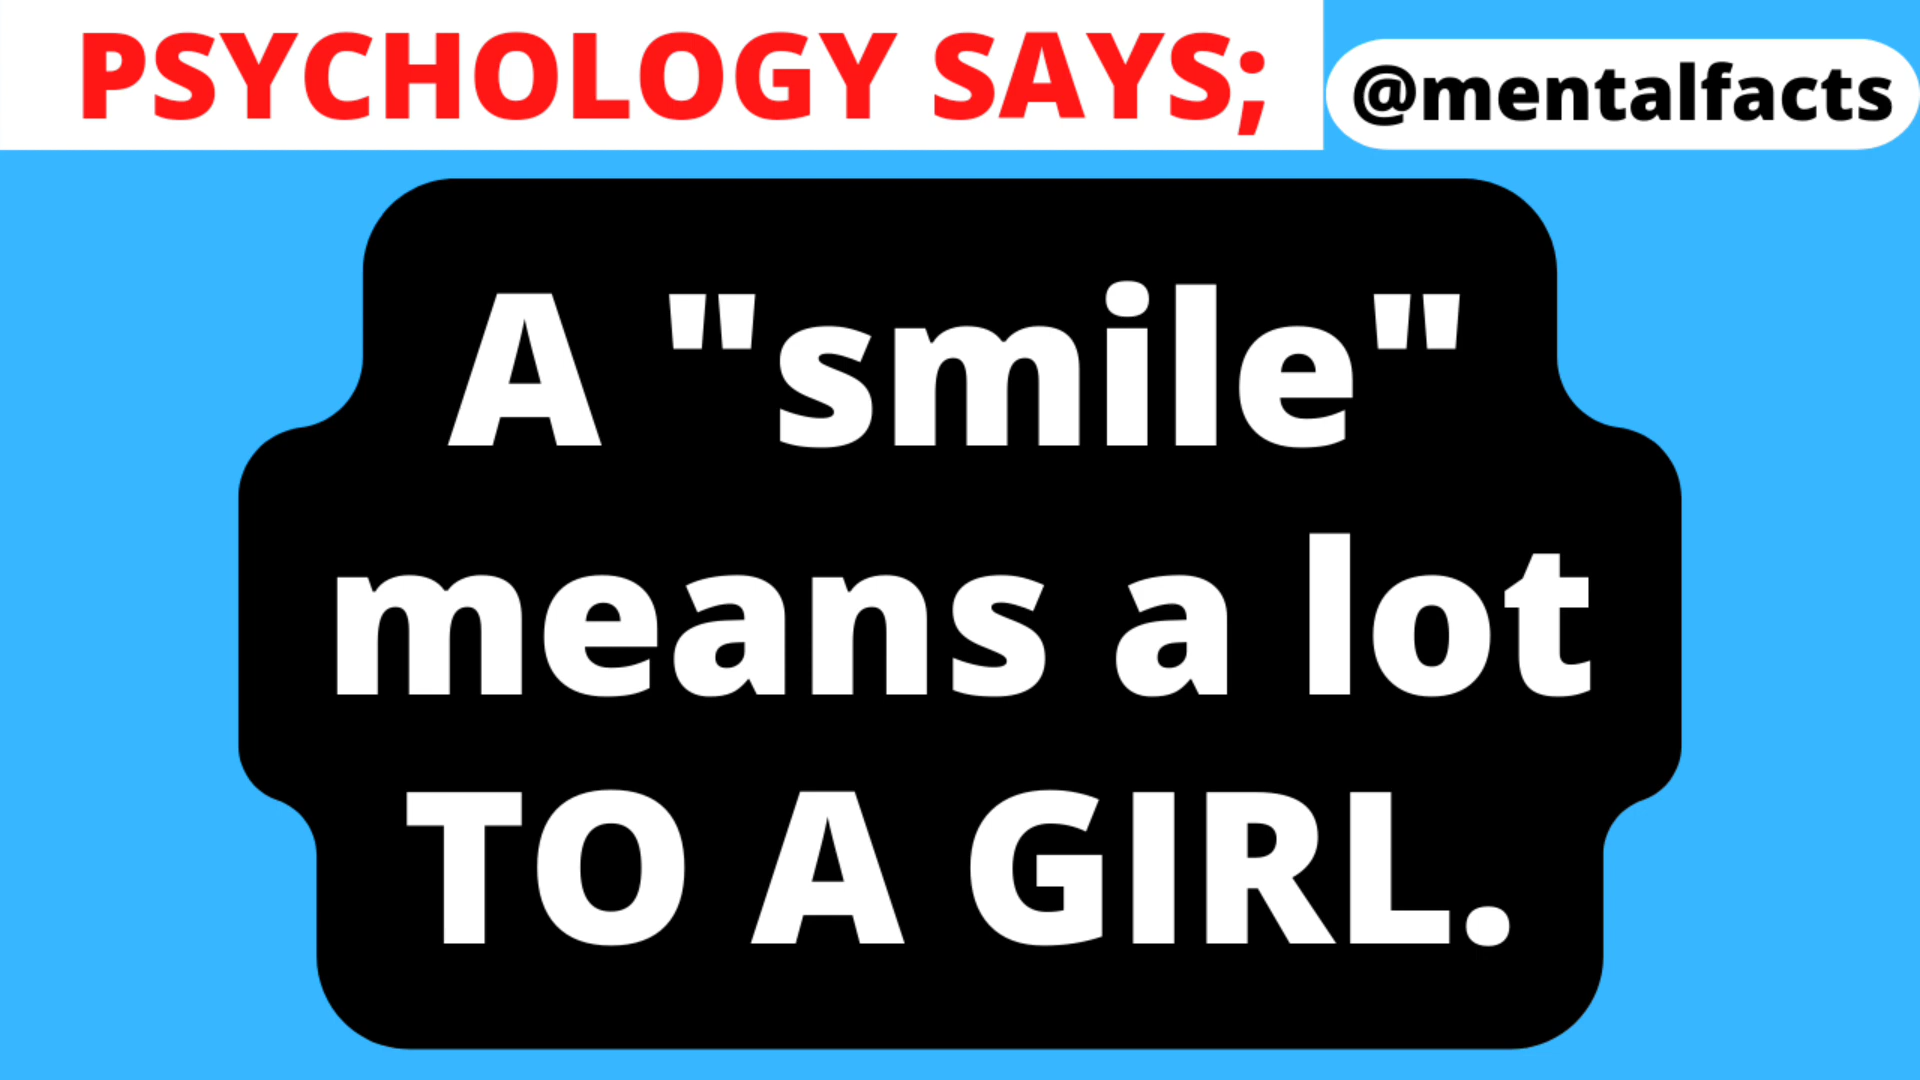 PSYCHOLOGY SAYS;
@mentalfacts
A "smile"
means a lot
TO A GIRL.